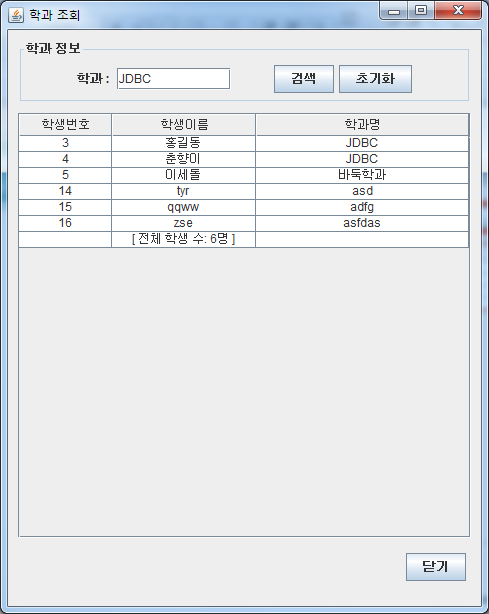 학과 조회
학과 정보
학과 : JDBC 검색 초기화
학생번호 학생이름 학과명
3 홍길동 JDBC
4 춘향이 JDBC
5 이세돌 바둑학과
14 tyr asd
15 qqww adfg
16 zse asfdas
[ 전체 학생 수: 6명 ]
닫기